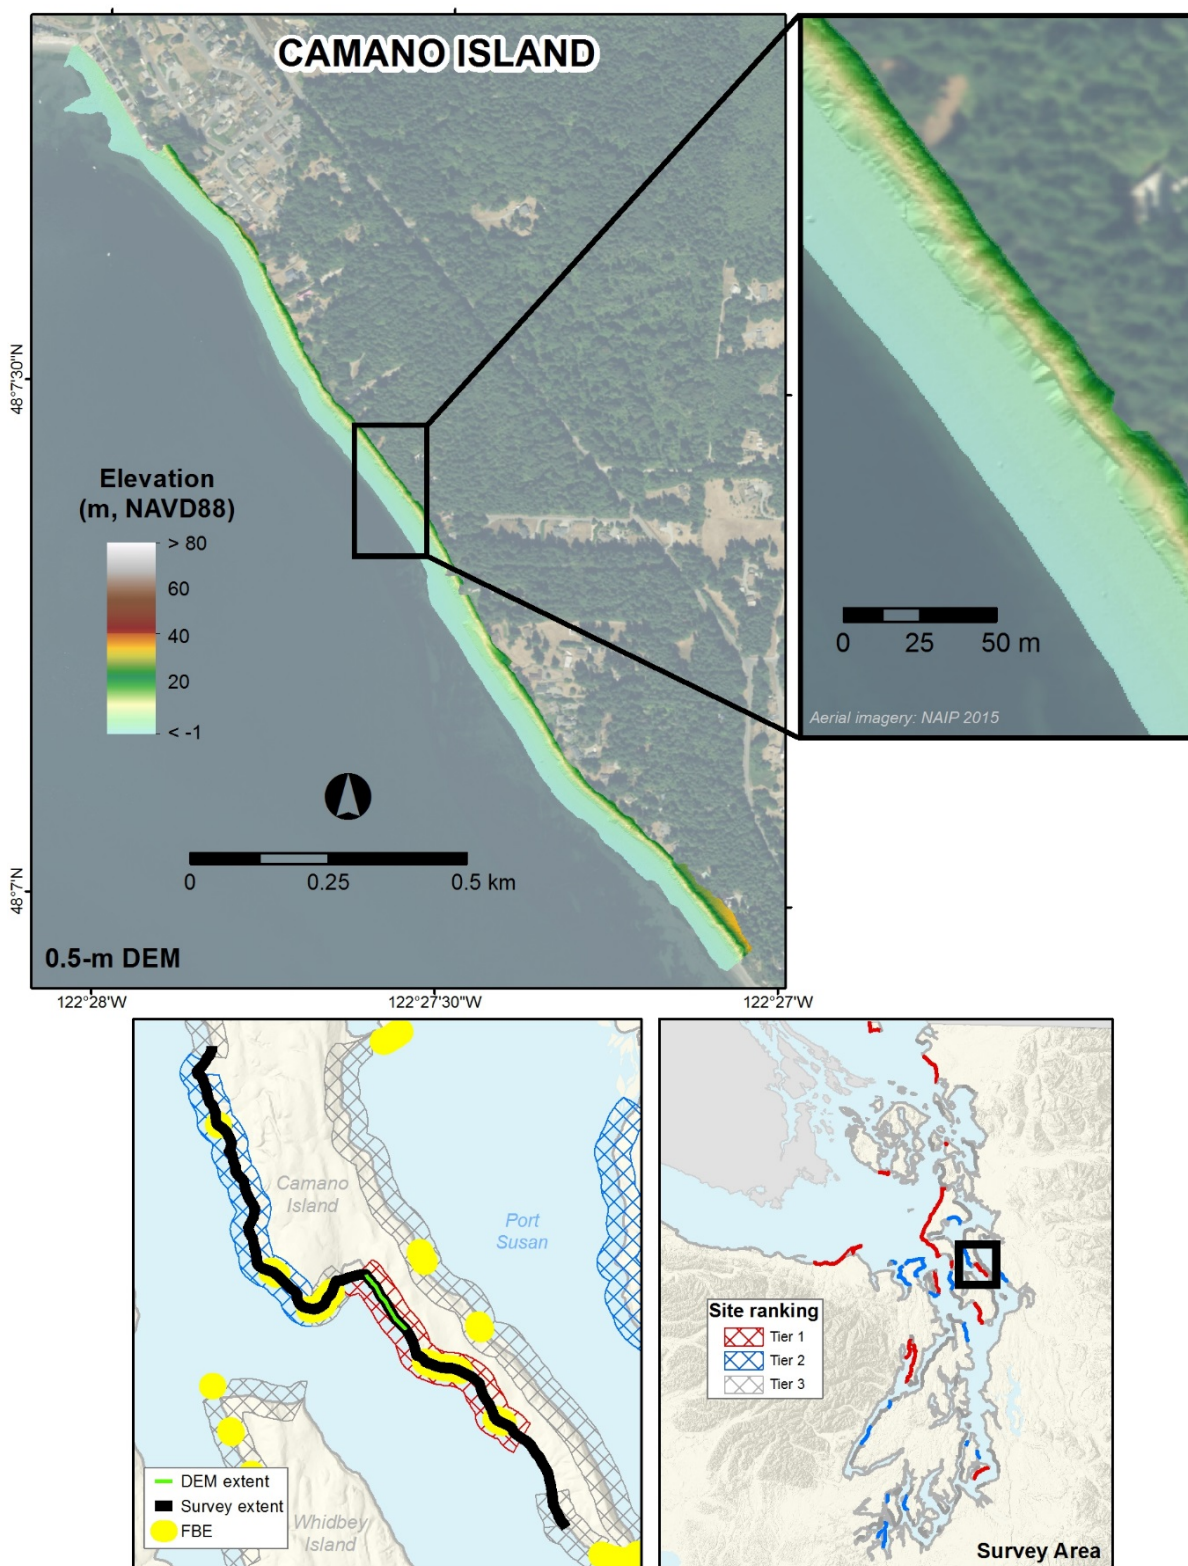 CAMANO ISLAND
48°7'30"N
Elevation
(m, NAVD88)
> 80
60
40
20
< -1
0 25 50 m
Aerial imagery: NAIP 2015
0 0.25 0.5 km
48°7'N
0.5-m DEM
122°28'W 122°27'30"W 122°27'W
Camano
Island
Port
Susan
DEM extent
Survey extent
FBE
Whidbey
Island
Site ranking
Tier 1
Tier 2
Tier 3
Survey Area